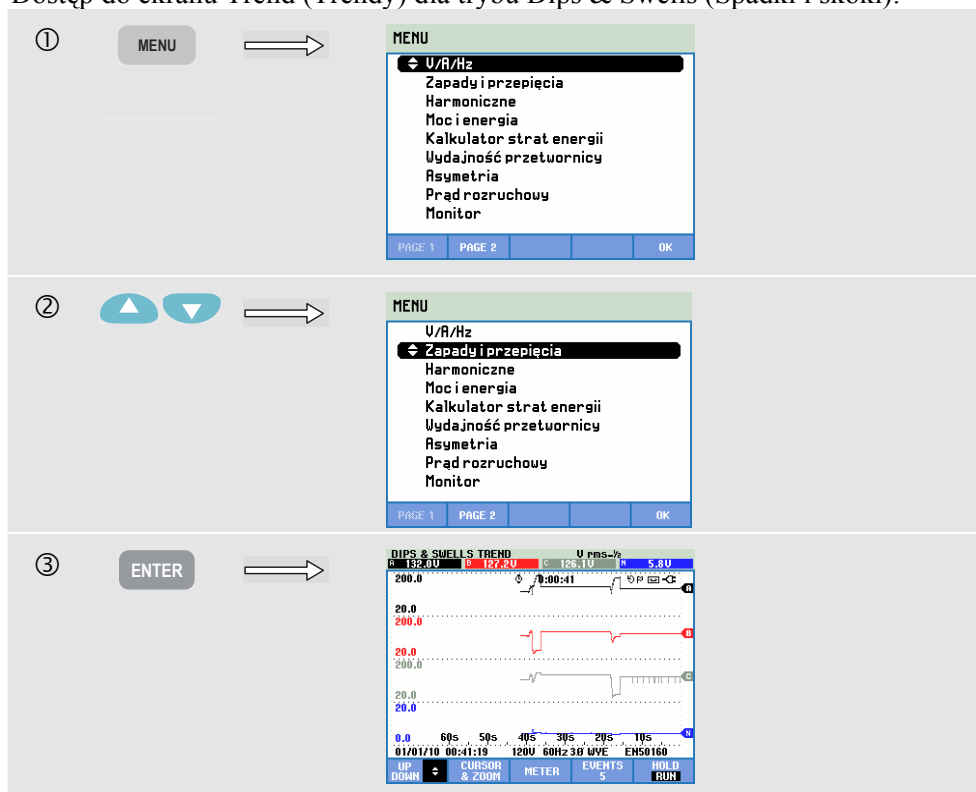 Dostęp do ekranu Trend (Trendy) dla trybu Dips & Swells (Spadki i skoki):
①
MENU
MENU
V/A/Hz
Zapady i przepięcia
Harmoniczne
Moc i energia
Kalkulator strat energii
Wydajność przetwornicy
Asymetria
Prąd rozruchowy
Monitor
PAGE 1 PAGE 2 OK
②
MENU
V/A/Hz
Zapady i przepięcia
Harmoniczne
Moc i energia
Kalkulator strat energii
Wydajność przetwornicy
Asymetria
Prąd rozruchowy
Monitor
PAGE 1 PAGE 2 OK
③
ENTER
DIPS & SWELLS TREND V rms-½
A 132.0V B 127.2V C 126.1V N 5.8V
200.0 0:00:41 P
A
20.0
200.0
B
20.0
200.0
C
20.0
20.0
N
0.0 60s 50s 40s 30s 20s 10s
01/01/10 00:41:19 120V 60Hz 3Ø WYE EN50160
UP DOWN CURSOR & ZOOM METER EVENTS 5 HOLD RUN